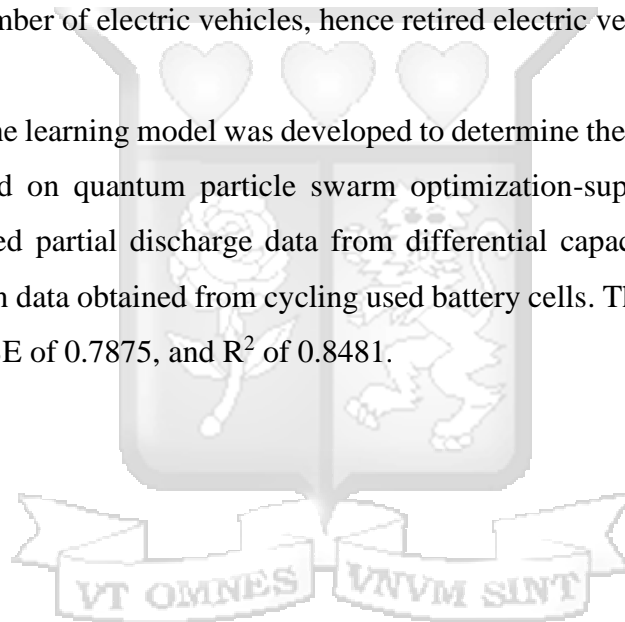 mber of electric vehicles, hence retired electric ve
ne learning model was developed to determine the
d on quantum particle swarm optimization-sup
ed partial discharge data from differential capac
n data obtained from cycling used battery cells. Th
E of 0.7875, and R² of 0.8481.
VT OMNES VNVM SINT